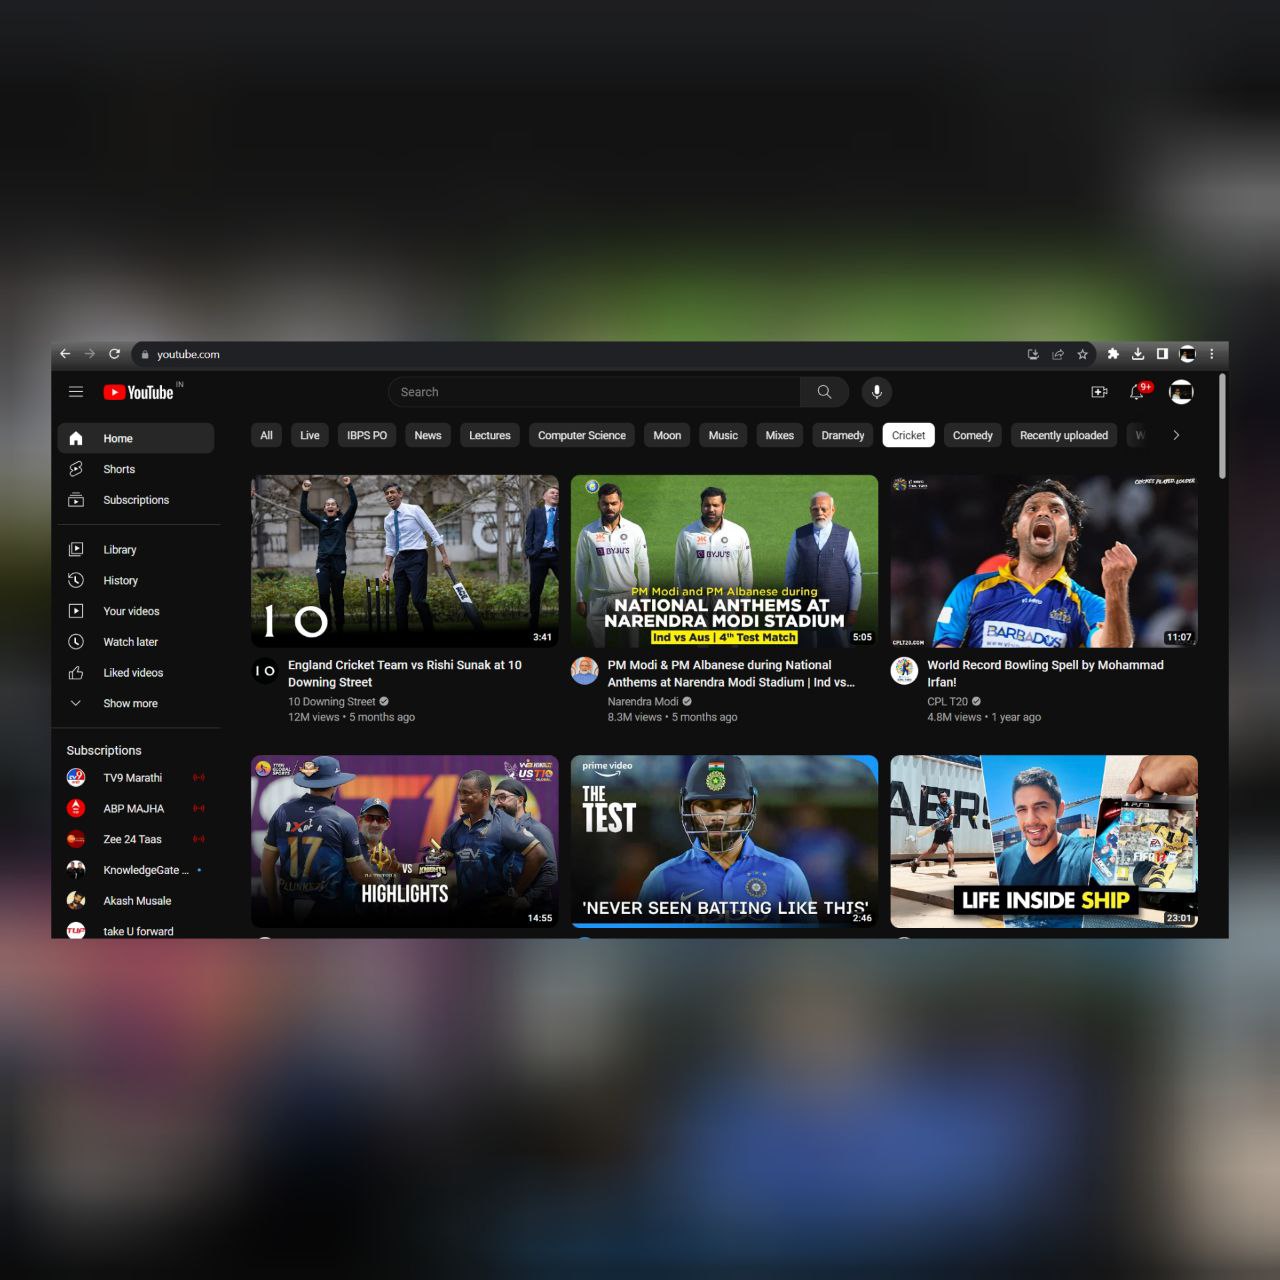 youtube.com
YouTube IN
Search
9+
Home
Shorts
Subscriptions
Library
History
Your videos
Watch later
Liked videos
Show more
Subscriptions
TV9 Marathi
ABP MAJHA
Zee 24 Taas
KnowledgeGate ...
Akash Musale
take U forward
All Live IBPS PO News Lectures Computer Science Moon Music Mixes Dramedy Cricket Comedy Recently uploaded W
10
3:41
England Cricket Team vs Rishi Sunak at 10
Downing Street
10 Downing Street
12M views • 5 months ago
BYJU'S
BYJU'S
PM Modi and PM Albanese during
NATIONAL ANTHEMS AT
NARENDRA MODI STADIUM
Ind vs Aus | 4th Test Match
5:05
PM Modi & PM Albanese during National
Anthems at Narendra Modi Stadium | Ind vs...
Narendra Modi
8.3M views • 5 months ago
CRICKET PLAYED LOUDER
BARBADOS
CPLT20.COM
11:07
World Record Bowling Spell by Mohammad
Irfan!
CPL T20
4.8M views • 1 year ago
US T10
17
VS
KNIGHTS
HIGHLIGHTS
14:55
prime video
THE
TEST
INDIA
'NEVER SEEN BATTING LIKE THIS'
2:46
PS3
FIFA 17
LIFE INSIDE SHIP
23:01